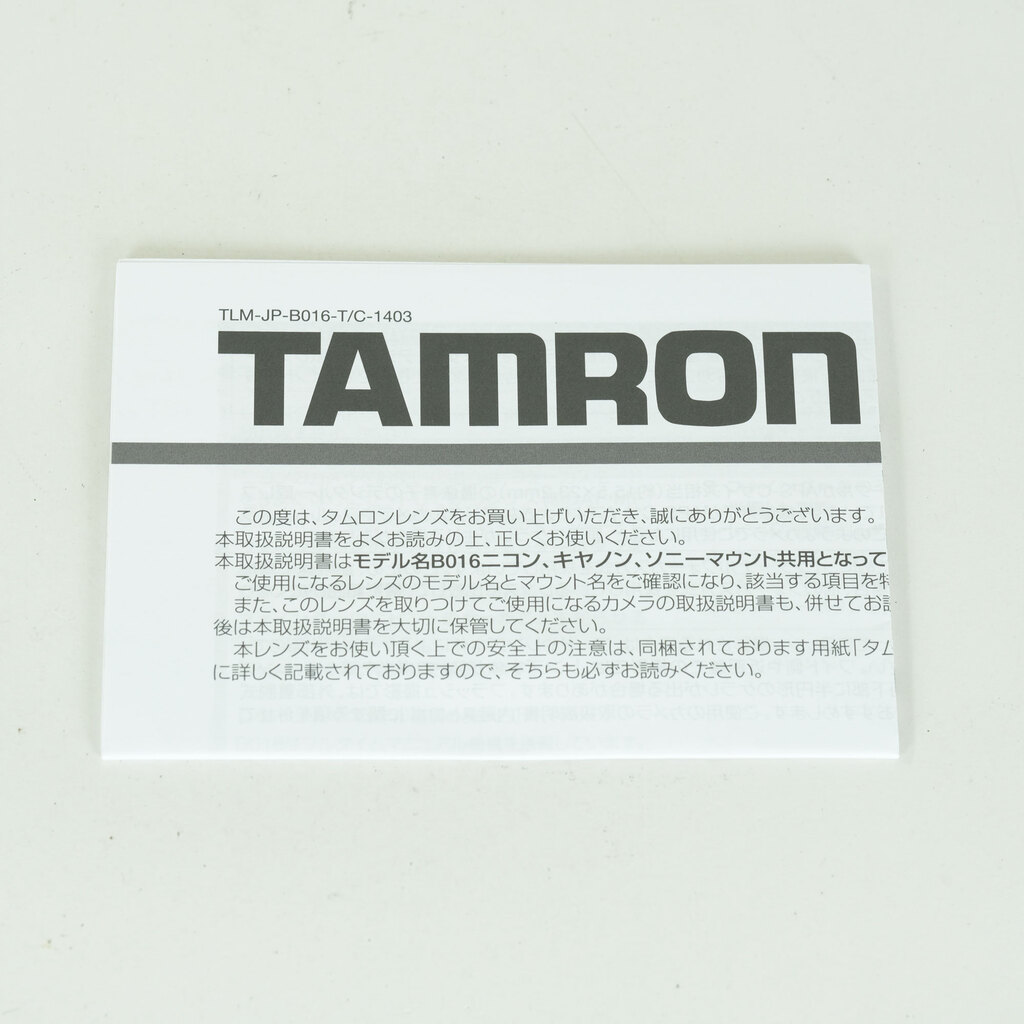 TLM-JP-B016-T/C-1403
TAMRON
この度は、タムロンレンズをお買い上げいただき、誠にありがとうございます。
本取扱説明書をよくお読みの上、正しくお使いください。
本取扱説明書はモデル名B016ニコン、キヤノン、ソニーマウント共用となって
ご使用になるレンズのモデル名とマウント名をご確認になり、該当する項目を特
また、このレンズを取りつけてご使用になるカメラの取扱説明書も、併せてお読
後は本取扱説明書を大切に保管してください。
本レンズをお使い頂く上での安全上の注意は、同梱されております用紙「タム
に詳しく記載されておりますので、そちらも必ずお読みください。